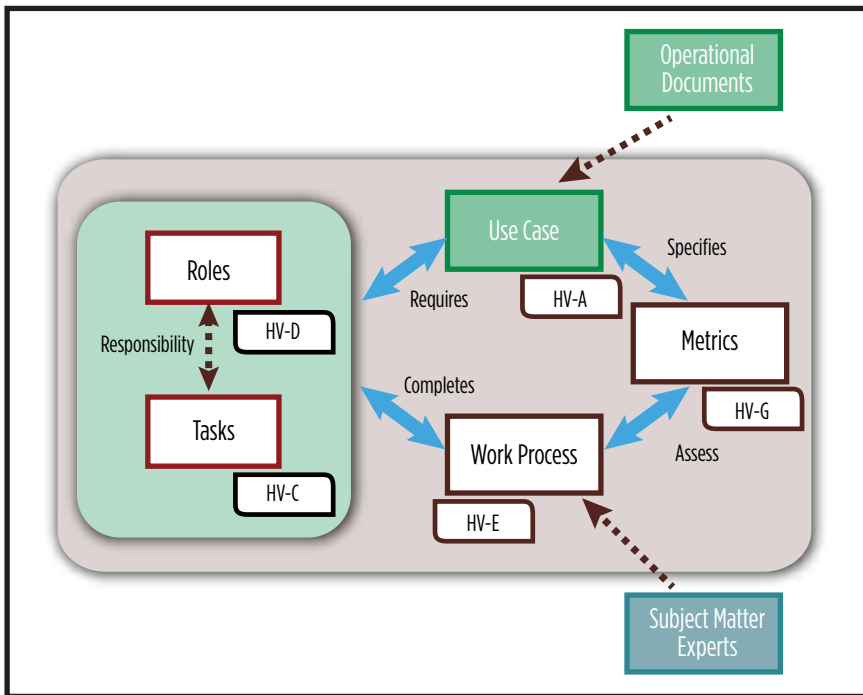 Operational
Documents
Use Case
Specifies
Roles
Requires
HV-A
HV-D
Metrics
Responsibility
Completes
HV-G
Tasks
Work Process
Assess
HV-C
HV-E
Subject Matter
Experts